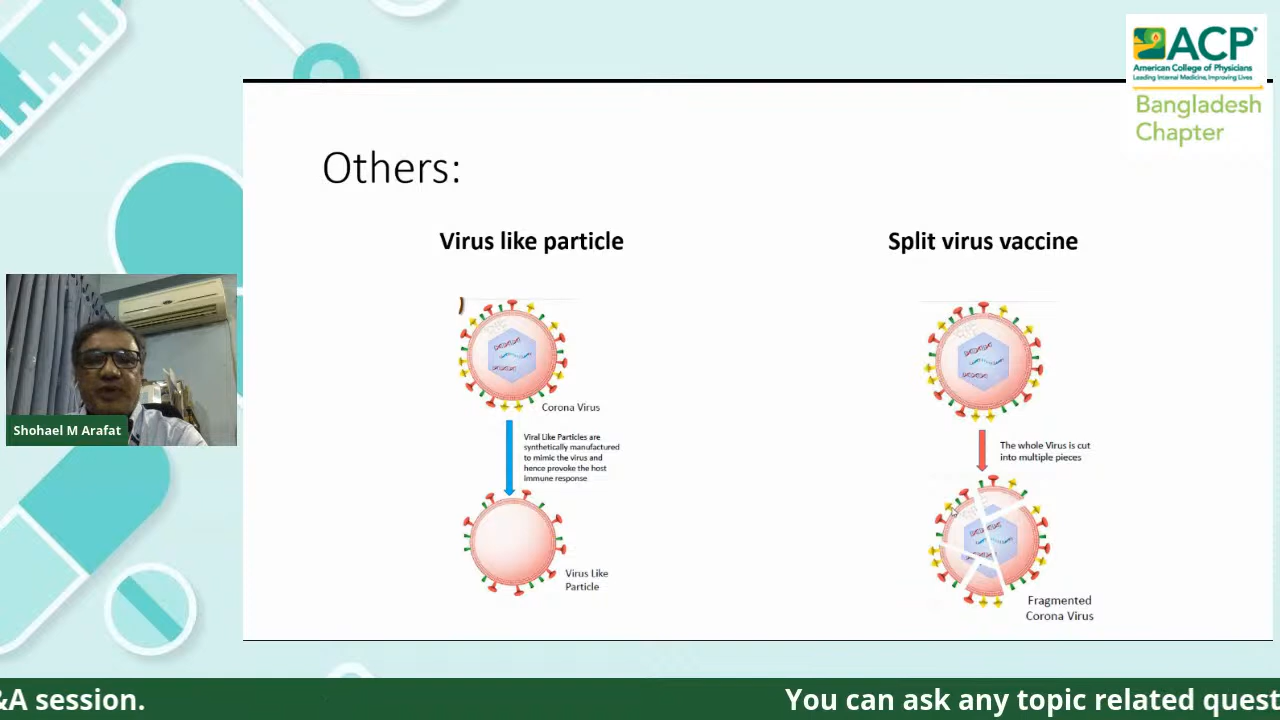 ACP
American College of Physicians
Leading Internal Medicine, Improving Lives
Bangladesh
Chapter
Others:
Virus like particle
Split virus vaccine
Corona Virus
Viral Like Particles are
synthetically manufactured
to mimic the virus and
hence provoke the host
immune response
Virus Like
Particle
The whole Virus is cut
into multiple pieces
Fragmented
Corona Virus
Shohael M Arafat
&A session.
You can ask any topic related quest